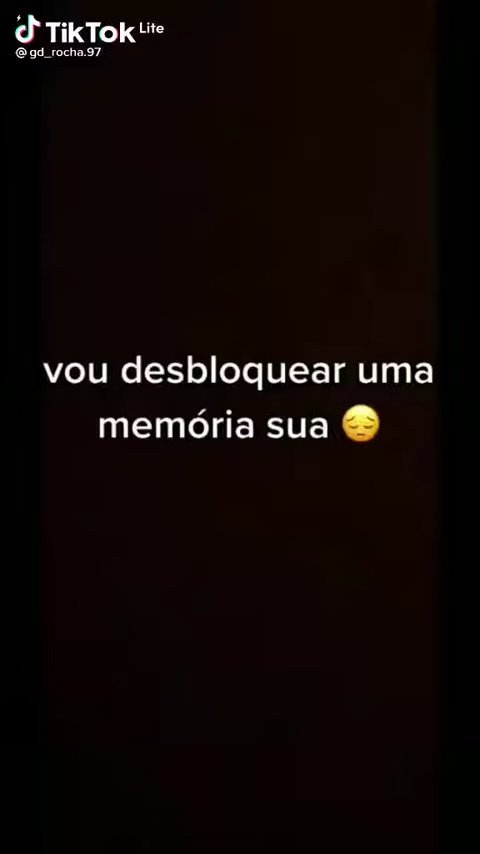 TikTok Lite
@gd_rocha.97
vou desbloquear uma
memória sua 😔